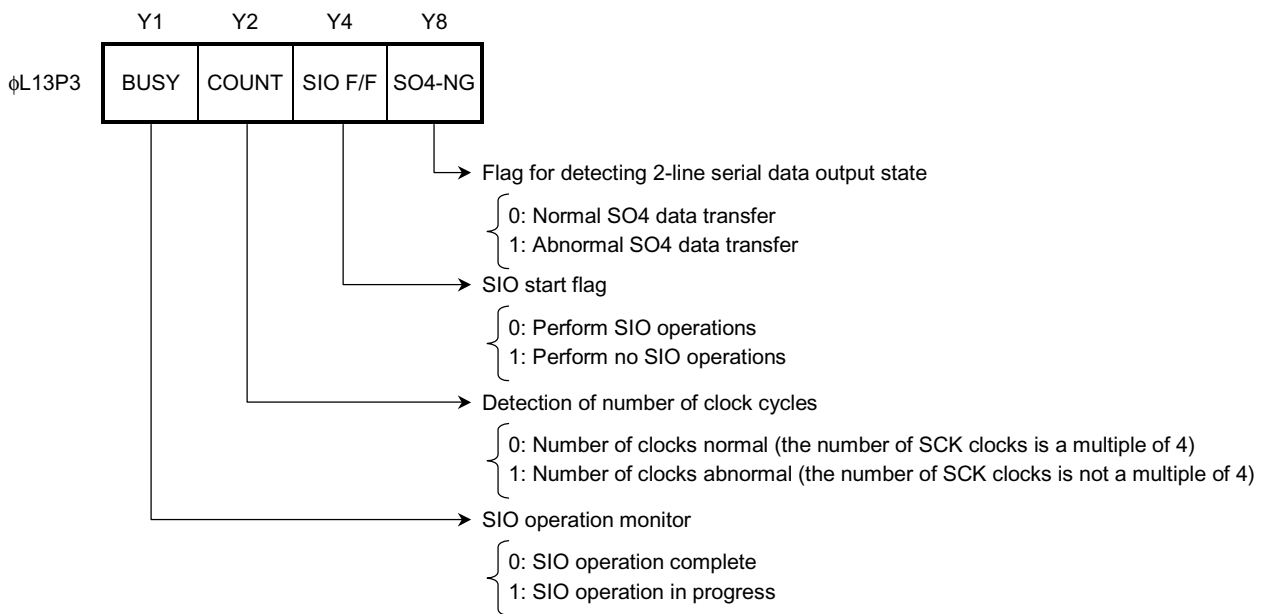 Y1 Y2 Y4 Y8
ϕL13P3 BUSY COUNT SIO F/F SO4-NG
Flag for detecting 2-line serial data output state
0: Normal SO4 data transfer
1: Abnormal SO4 data transfer
SIO start flag
0: Perform SIO operations
1: Perform no SIO operations
Detection of number of clock cycles
0: Number of clocks normal (the number of SCK clocks is a multiple of 4)
1: Number of clocks abnormal (the number of SCK clocks is not a multiple of 4)
SIO operation monitor
0: SIO operation complete
1: SIO operation in progress